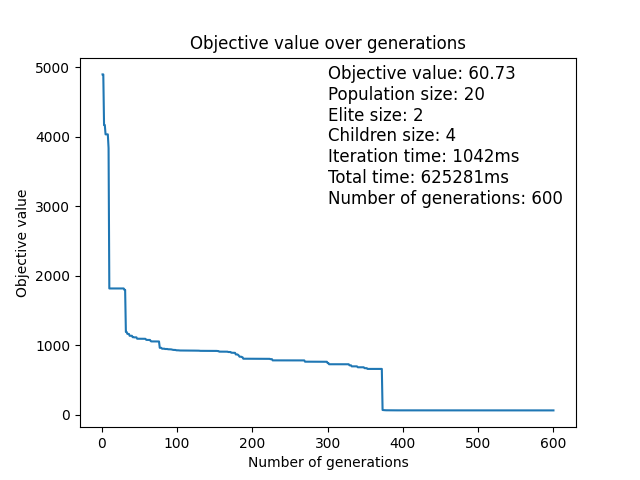 Objective value over generations
Objective value: 60.73
Population size: 20
Elite size: 2
Children size: 4
Iteration time: 1042ms
Total time: 625281ms
Number of generations: 600
Objective value
5000
4000
3000
2000
1000
0
0 100 200 300 400 500 600
Number of generations